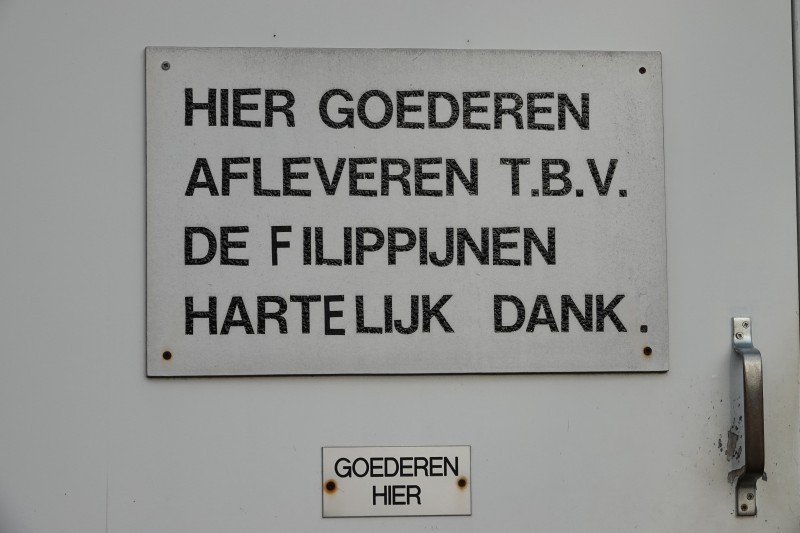 HIER GOEDEREN
AFLEVEREN T.B.V.
DE FILIPPIJNEN
HARTELIJK DANK.
GOEDEREN
HIER